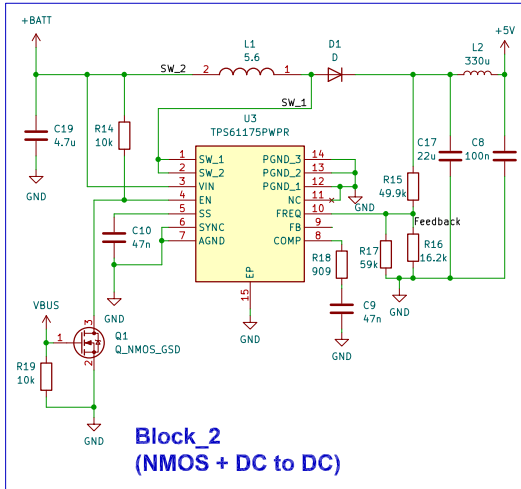 +BATT
+5V
L1
5.6
D1
D
L2
330u
SW_2
2
1
SW_1
C19
4.7u
GND
R14
10k
U3
TPS61175PWPR
C17
22u
C8
100n
1 SW_1 PGND_3 14
2 SW_2 PGND_2 13
3 VIN PGND_1 12
4 EN NC 11
5 SS FREQ 10
6 SYNC FB 9
7 AGND COMP 8
EP
15
GND
GND
R15
49.9k
Feedback
C10
47n
GND
R18
909
R17
59k
R16
16.2k
GND
C9
47n
GND
VBUS
3
1
2
Q1
Q_NMOS_GSD
R19
10k
GND
Block_2
(NMOS + DC to DC)